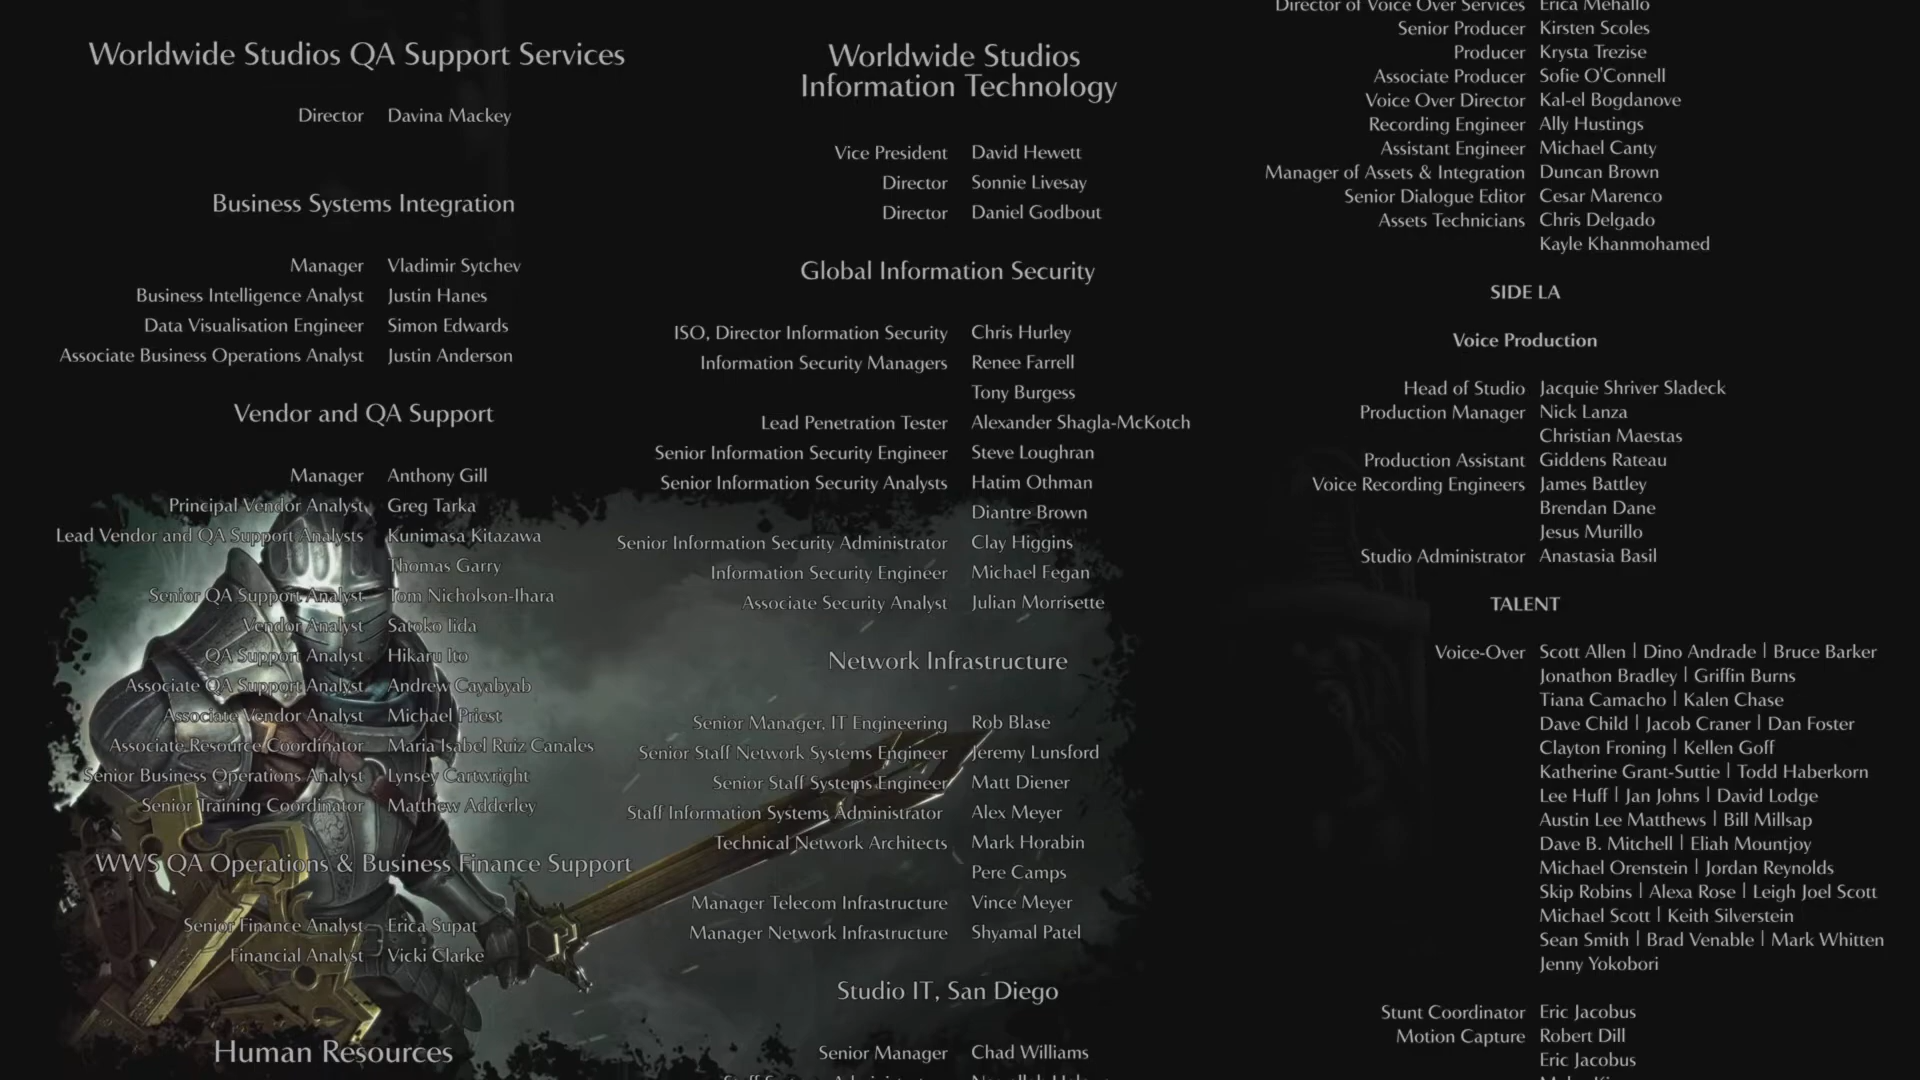 Worldwide Studios QA Support Services
Director Davina Mackey
Business Systems Integration
Manager Vladimir Sytchev
Business Intelligence Analyst Justin Hanes
Data Visualisation Engineer Simon Edwards
Associate Business Operations Analyst Justin Anderson
Vendor and QA Support
Manager Anthony Gill
Principal Vendor Analyst Greg Tarka
Lead Vendor and QA Support Analysts Kunimasa Kitazawa
Thomas Garry
Senior QA Support Analyst Tom Nicholson-Ihara
Vendor Analyst Satoko Iida
QA Support Analyst Hikaru Ito
Associate QA Support Analyst Andrew Cayabyab
Associate Vendor Analyst Michael Priest
Associate Resource Coordinator Maria Isabel Ruiz Canales
Senior Business Operations Analyst Lynsey Cartwright
Senior Training Coordinator Matthew Adderley
WWS QA Operations & Business Finance Support
Senior Finance Analyst Erica Supat
Financial Analyst Vicki Clarke
Human Resources
Worldwide Studios
Information Technology
Vice President David Hewett
Director Sonnie Livesay
Director Daniel Godbout
Global Information Security
ISO, Director Information Security Chris Hurley
Information Security Managers Renee Farrell
Tony Burgess
Lead Penetration Tester Alexander Shagla-McKotch
Senior Information Security Engineer Steve Loughran
Senior Information Security Analysts Hatim Othman
Diantre Brown
Senior Information Security Administrator Clay Higgins
Information Security Engineer Michael Fegan
Associate Security Analyst Julian Morrisette
Network Infrastructure
Senior Manager, IT Engineering Rob Blase
Senior Staff Network Systems Engineer Jeremy Lunsford
Senior Staff Systems Engineer Matt Diener
Staff Information Systems Administrator Alex Meyer
Technical Network Architects Mark Horabin
Pere Camps
Manager Telecom Infrastructure Vince Meyer
Manager Network Infrastructure Shyamal Patel
Studio IT, San Diego
Senior Manager Chad Williams
Director of Voice Over Services Erica Mehallo
Senior Producer Kirsten Scoles
Producer Krysta Trezise
Associate Producer Sofie O'Connell
Voice Over Director Kal-el Bogdanove
Recording Engineer Ally Hustings
Assistant Engineer Michael Canty
Manager of Assets & Integration Duncan Brown
Senior Dialogue Editor Cesar Marenco
Assets Technicians Chris Delgado
Kayle Khanmohamed
SIDE LA
Voice Production
Head of Studio Jacquie Shriver Sladeck
Production Manager Nick Lanza
Christian Maestas
Production Assistant Giddens Rateau
Voice Recording Engineers James Battley
Brendan Dane
Jesus Murillo
Studio Administrator Anastasia Basil
TALENT
Voice-Over Scott Allen | Dino Andrade | Bruce Barker
Jonathon Bradley | Griffin Burns
Tiana Camacho | Kalen Chase
Dave Child | Jacob Craner | Dan Foster
Clayton Froning | Kellen Goff
Katherine Grant-Suttie | Todd Haberkorn
Lee Huff | Jan Johns | David Lodge
Austin Lee Matthews | Bill Millsap
Dave B. Mitchell | Eliah Mountjoy
Michael Orenstein | Jordan Reynolds
Skip Robins | Alexa Rose | Leigh Joel Scott
Michael Scott | Keith Silverstein
Sean Smith | Brad Venable | Mark Whitten
Jenny Yokobori
Stunt Coordinator Eric Jacobus
Motion Capture Robert Dill
Eric Jacobus